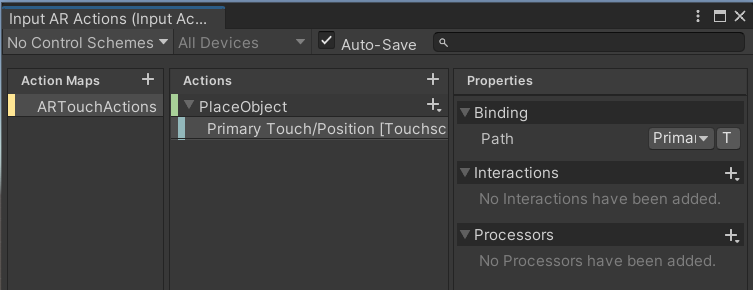 Input AR Actions (Input Ac...
No Control Schemes All Devices Auto-Save
Action Maps Actions Properties
ARTouchActions PlaceObject Binding
Primary Touch/Position [Touchsc Path Primar T
Interactions
No Interactions have been added.
Processors
No Processors have been added.